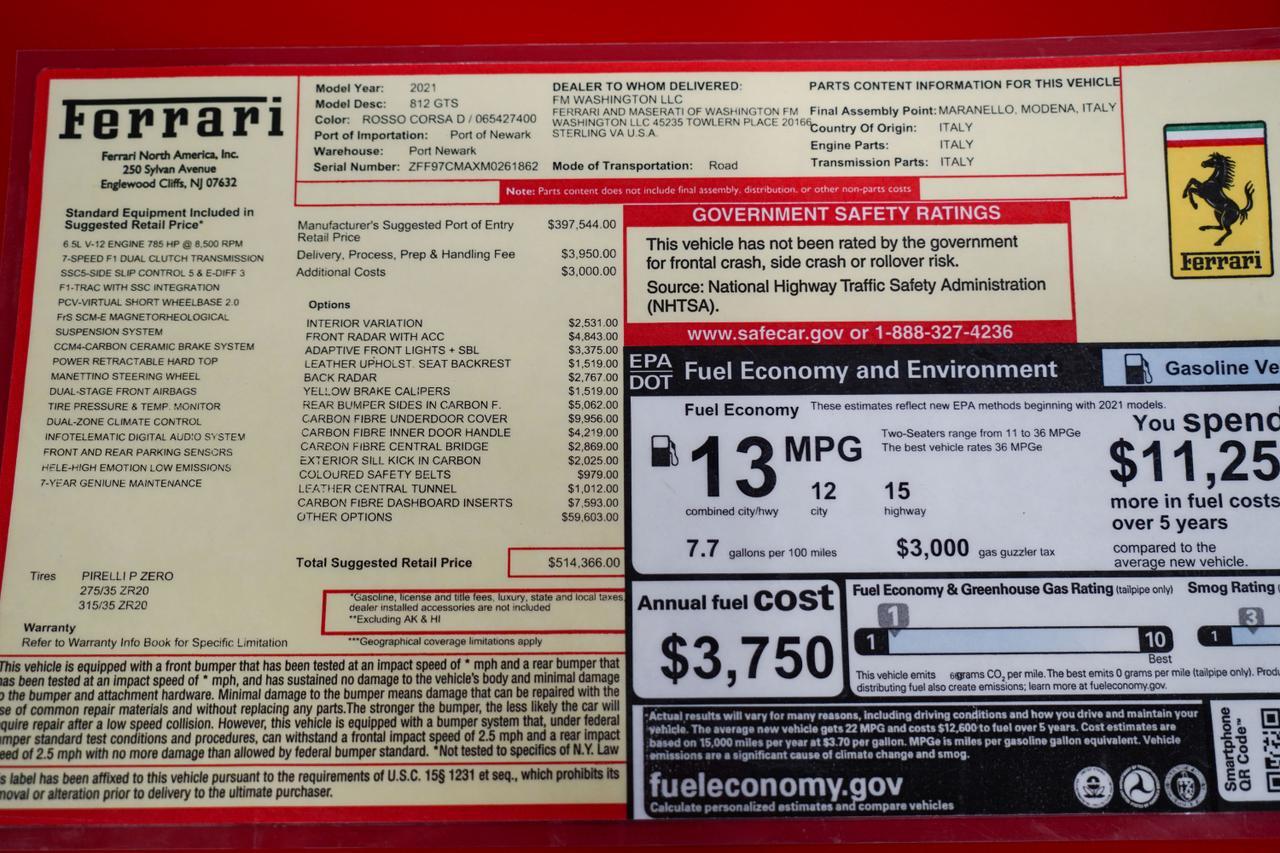 Ferrari
Ferrari North America, Inc.
250 Sylvan Avenue
Englewood Cliffs, NJ 07632
Model Year: 2021
Model Desc: 812 GTS
Color: ROSSO CORSA D / 065427400
Port of Importation: Port of Newark
Warehouse: Port Newark
Serial Number: ZFF97CMAXM0261862
DEALER TO WHOM DELIVERED:
FM WASHINGTON LLC
FERRARI AND MASERATI OF WASHINGTON FM
WASHINGTON LLC 45235 TOWLERN PLACE 20166
STERLING VA U.S.A.
Mode of Transportation: Road
PARTS CONTENT INFORMATION FOR THIS VEHICLE
Final Assembly Point: MARANELLO, MODENA, ITALY
Country Of Origin: ITALY
Engine Parts: ITALY
Transmission Parts: ITALY
Note: Parts content does not include final assembly, distribution, or other non-parts costs
Ferrari
Standard Equipment Included in
Suggested Retail Price*
6.5L V-12 ENGINE 785 HP @ 8,500 RPM
7-SPEED F1 DUAL CLUTCH TRANSMISSION
SSC5-SIDE SLIP CONTROL 5 & E-DIFF 3
F1-TRAC WITH SSC INTEGRATION
PCV-VIRTUAL SHORT WHEELBASE 2.0
FrS SCM-E MAGNETORHEOLOGICAL
SUSPENSION SYSTEM
CCM4-CARBON CERAMIC BRAKE SYSTEM
POWER RETRACTABLE HARD TOP
MANETTINO STEERING WHEEL
DUAL-STAGE FRONT AIRBAGS
TIRE PRESSURE & TEMP. MONITOR
DUAL-ZONE CLIMATE CONTROL
INFOTELEMATIC DIGITAL AUDIO SYSTEM
FRONT AND REAR PARKING SENSORS
HELE-HIGH EMOTION LOW EMISSIONS
7-YEAR GENIUNE MAINTENANCE
Tires PIRELLI P ZERO
275/35 ZR20
315/35 ZR20
Warranty
Refer to Warranty Info Book for Specific Limitation
Manufacturer's Suggested Port of Entry $397,544.00
Retail Price
Delivery, Process, Prep & Handling Fee $3,950.00
Additional Costs $3,000.00
Options
INTERIOR VARIATION $2,531.00
FRONT RADAR WITH ACC $4,843.00
ADAPTIVE FRONT LIGHTS + SBL $3,375.00
LEATHER UPHOLST. SEAT BACKREST $1,519.00
BACK RADAR $2,767.00
YELLOW BRAKE CALIPERS $1,519.00
REAR BUMPER SIDES IN CARBON F. $5,062.00
CARBON FIBRE UNDERDOOR COVER $9,956.00
CARBON FIBRE INNER DOOR HANDLE $4,219.00
CARBON FIBRE CENTRAL BRIDGE $2,869.00
EXTERIOR SILL KICK IN CARBON $2,025.00
COLOURED SAFETY BELTS $979.00
LEATHER CENTRAL TUNNEL $1,012.00
CARBON FIBRE DASHBOARD INSERTS $7,593.00
OTHER OPTIONS $59,603.00
Total Suggested Retail Price $514,366.00
*Gasoline, license and title fees, luxury, state and local taxes,
dealer installed accessories are not included
**Excluding AK & HI
***Geographical coverage limitations apply
This vehicle is equipped with a front bumper that has been tested at an impact speed of * mph and a rear bumper that
has been tested at an impact speed of * mph, and has sustained no damage to the vehicle's body and minimal damage
to the bumper and attachment hardware. Minimal damage to the bumper means damage that can be repaired with the
se of common repair materials and without replacing any parts.The stronger the bumper, the less likely the car will
quire repair after a low speed collision. However, this vehicle is equipped with a bumper system that, under federal
mper standard test conditions and procedures, can withstand a frontal impact speed of 2.5 mph and a rear impact
eed of 2.5 mph with no more damage than allowed by federal bumper standard. *Not tested to specifics of N.Y. Law
is label has been affixed to this vehicle pursuant to the requirements of U.S.C. 15§ 1231 et seq., which prohibits its
moval or alteration prior to delivery to the ultimate purchaser.
GOVERNMENT SAFETY RATINGS
This vehicle has not been rated by the government
for frontal crash, side crash or rollover risk.
Source: National Highway Traffic Safety Administration
(NHTSA).
www.safecar.gov or 1-888-327-4236
EPA
DOT
Fuel Economy and Environment
Gasoline Ve
Fuel Economy
These estimates reflect new EPA methods beginning with 2021 models.
13 MPG
combined city/hwy
12
city
15
highway
Two-Seaters range from 11 to 36 MPGe
The best vehicle rates 36 MPGe
7.7 gallons per 100 miles
$3,000 gas guzzler tax
You spend
$11,25
more in fuel costs
over 5 years
compared to the
average new vehicle.
Annual fuel cost
$3,750
Fuel Economy & Greenhouse Gas Rating (tailpipe only)
1
1 10
Best
Smog Rating (
3
1
This vehicle emits grams CO2 per mile.The best emits 0 grams per mile (tailpipe only). Produ
distributing fuel also create emissions; learn more at fueleconomy.gov.
Actual results will vary for many reasons, including driving conditions and how you drive and maintain your
vehicle. The average new vehicle gets 22 MPG and costs $12,600 to fuel over 5 years. Cost estimates are
based on 15,000 miles per year at $3.70 per gallon. MPGe is miles per gasoline gallon equivalent. Vehicle
emissions are a significant cause of climate change and smog.
fueleconomy.gov
Calculate personalized estimates and compare vehicles
Smartphone
QR Code™